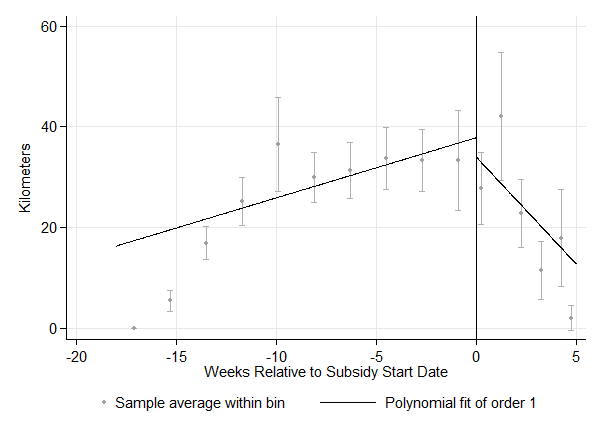 60
40
20
0
Kilometers
-20 -15 -10 -5 0 5
Weeks Relative to Subsidy Start Date
Sample average within bin Polynomial fit of order 1